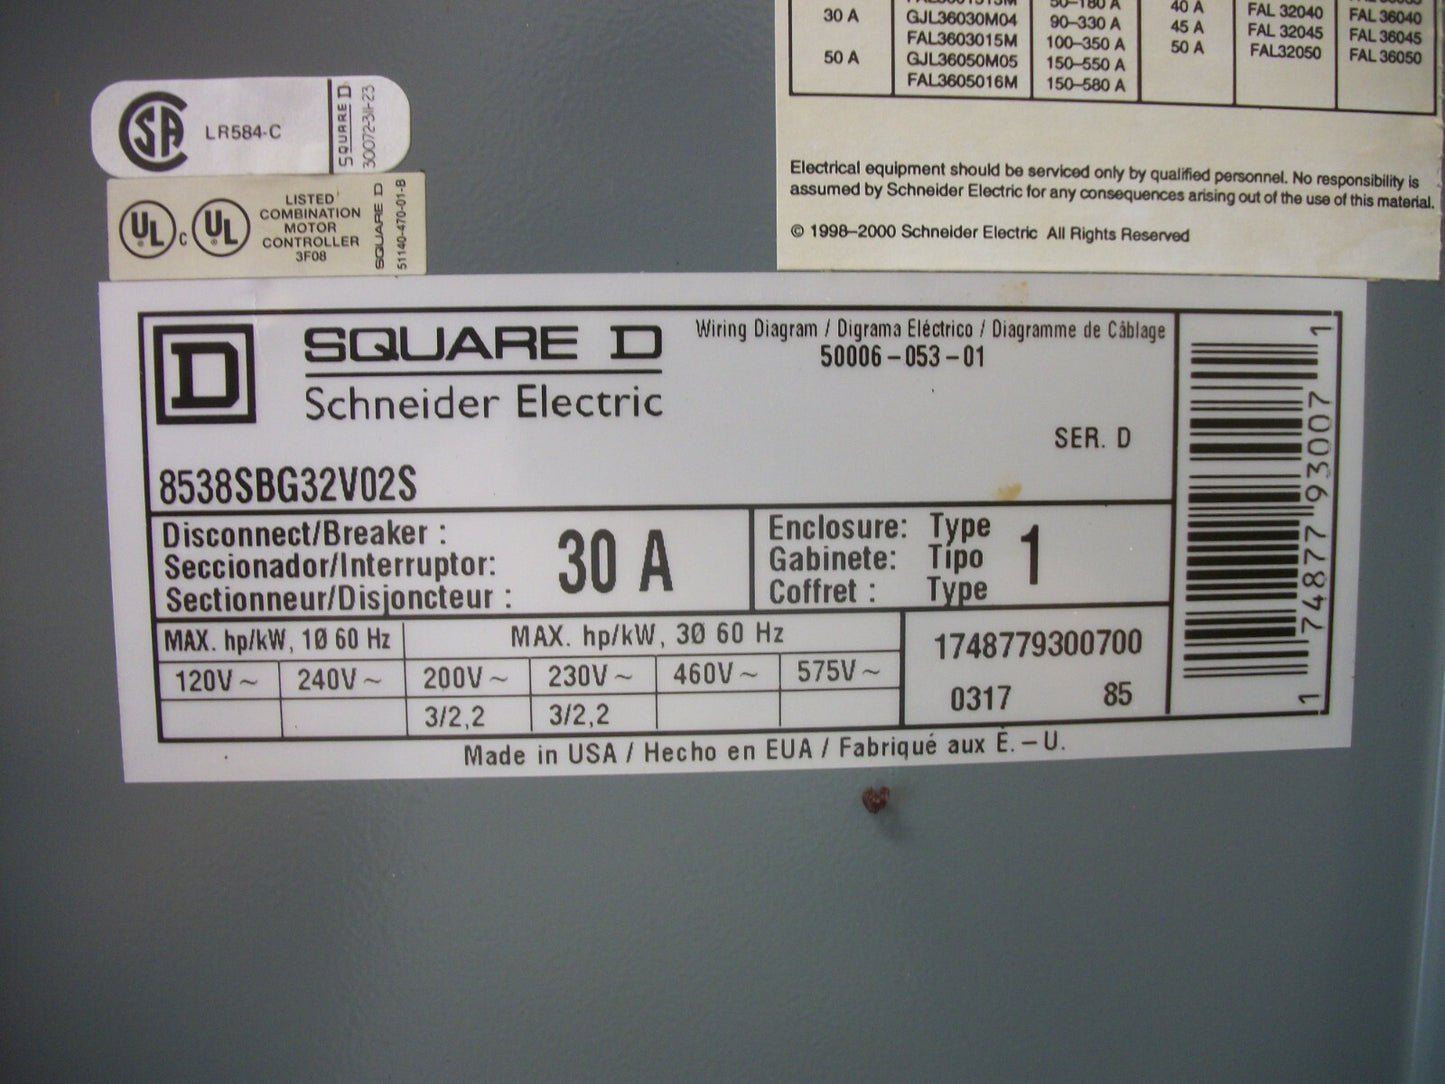 50–180 A
40 A
FAL 32040
FAL 36040
30 A
GJL36030M04
90–330 A
45 A
FAL 32045
FAL 36045
FAL3603015M
100–350 A
50 A
FAL32050
FAL 36050
50 A
GJL36050M05
150–550 A
FAL3605016M
150–580 A
Electrical equipment should be serviced only by qualified personnel. No responsibility is
assumed by Schneider Electric for any consequences arising out of the use of this material.
© 1998–2000 Schneider Electric All Rights Reserved
SA
LR584-C
SQUARE D
30072-311-23
UL
C UL
LISTED
COMBINATION
MOTOR
CONTROLLER
3F08
SQUARE D
51140-470-01-B
D
SQUARE D
Schneider Electric
Wiring Diagram / Digrama Eléctrico / Diagramme de Câblage
50006-053-01
SER. D
8538SBG32V02S
Disconnect/Breaker :
Seccionador/Interruptor:
Sectionneur/Disjoncteur :
30 A
Enclosure: Type
Gabinete: Tipo
Coffret : Type
1
MAX. hp/kW, 1Ø 60 Hz
MAX. hp/kW, 3Ø 60 Hz
120V ~
240V ~
200V ~
230V ~
460V ~
575V ~
3/2,2
3/2,2
1748779300700
0317 85
1 74877 93007 1
Made in USA / Hecho en EUA / Fabriqué aux É. – U.